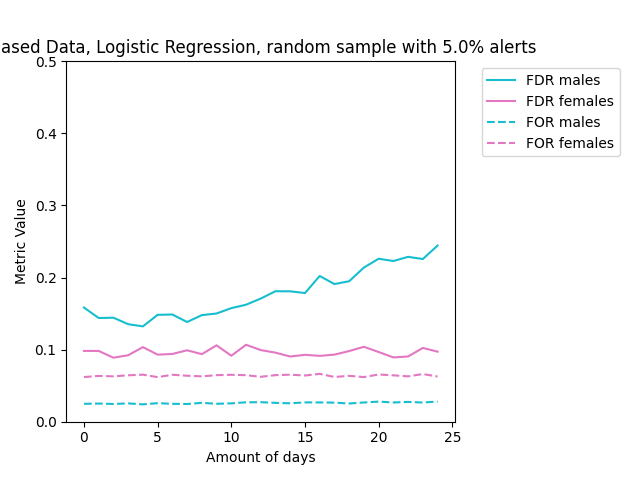 ased Data, Logistic Regression, random sample with 5.0% alerts
FDR males
FDR females
FOR males
FOR females
0.5
0.4
0.3
0.2
0.1
0.0
Metric Value
0 5 10 15 20 25
Amount of days